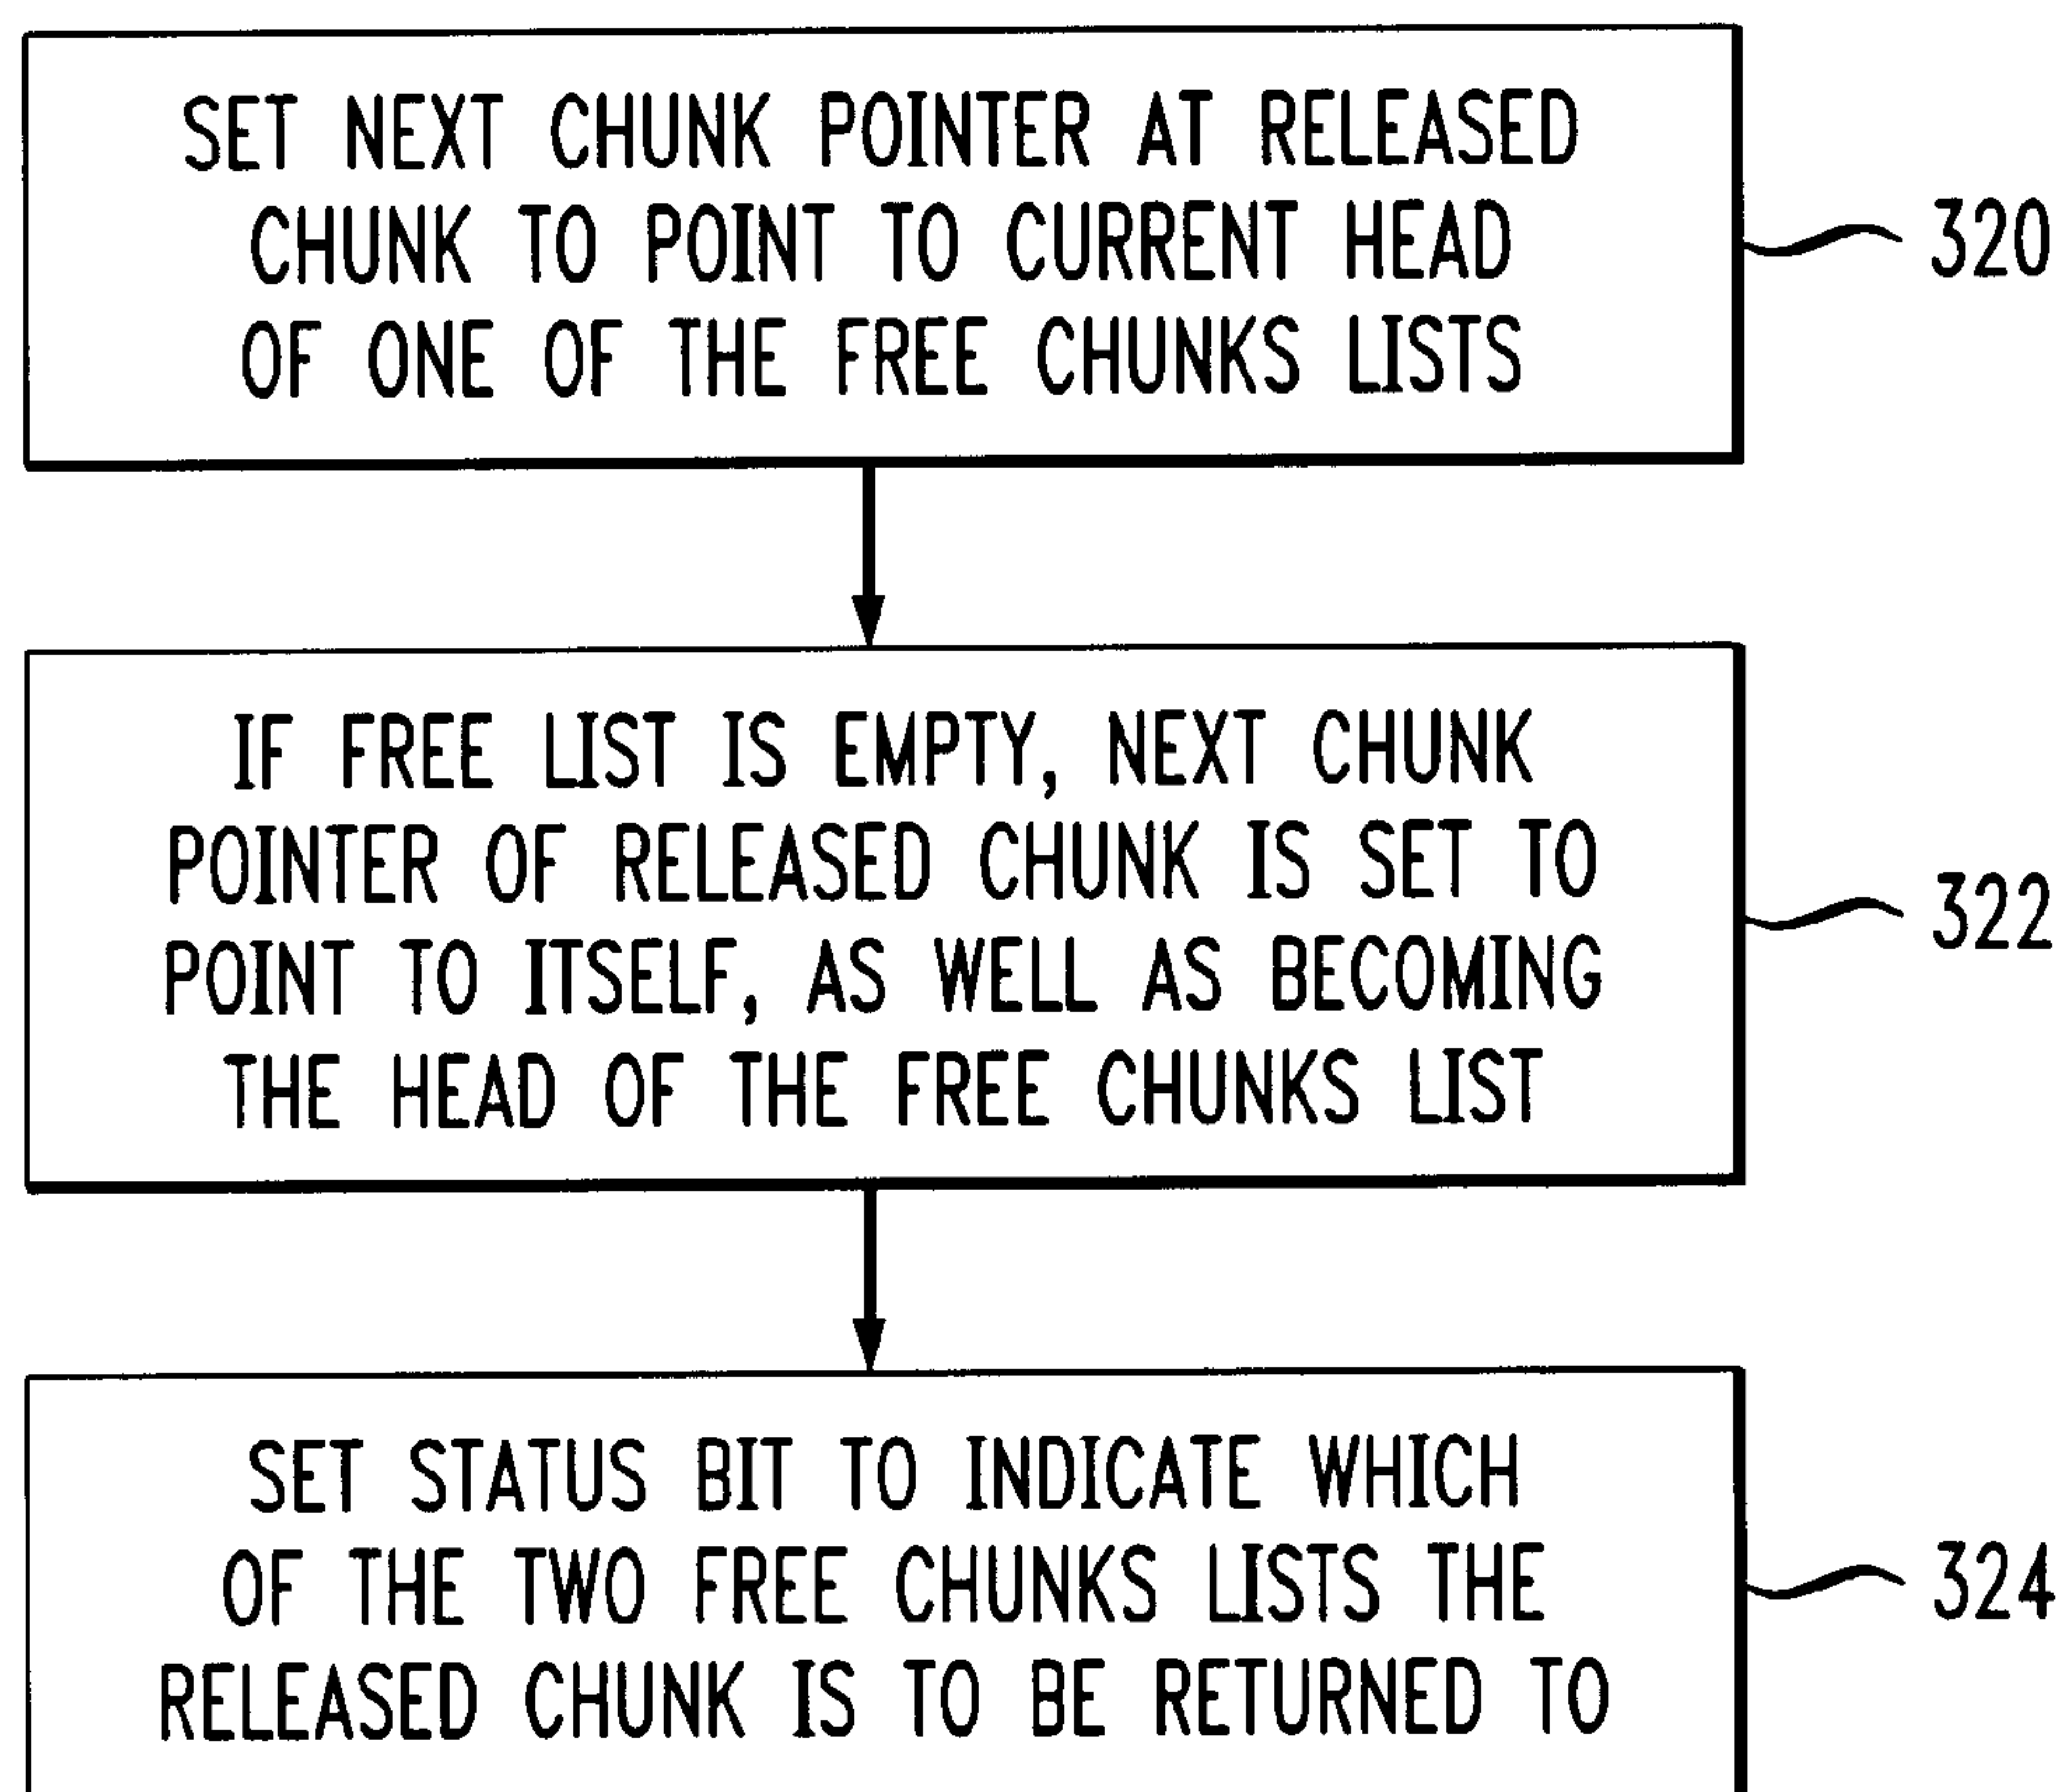 SET NEXT CHUNK POINTER AT RELEASED
CHUNK TO POINT TO CURRENT HEAD
OF ONE OF THE FREE CHUNKS LISTS
320
IF FREE LIST IS EMPTY, NEXT CHUNK
POINTER OF RELEASED CHUNK IS SET TO
POINT TO ITSELF, AS WELL AS BECOMING
THE HEAD OF THE FREE CHUNKS LIST
322
SET STATUS BIT TO INDICATE WHICH
OF THE TWO FREE CHUNKS LISTS THE
RELEASED CHUNK IS TO BE RETURNED TO
324